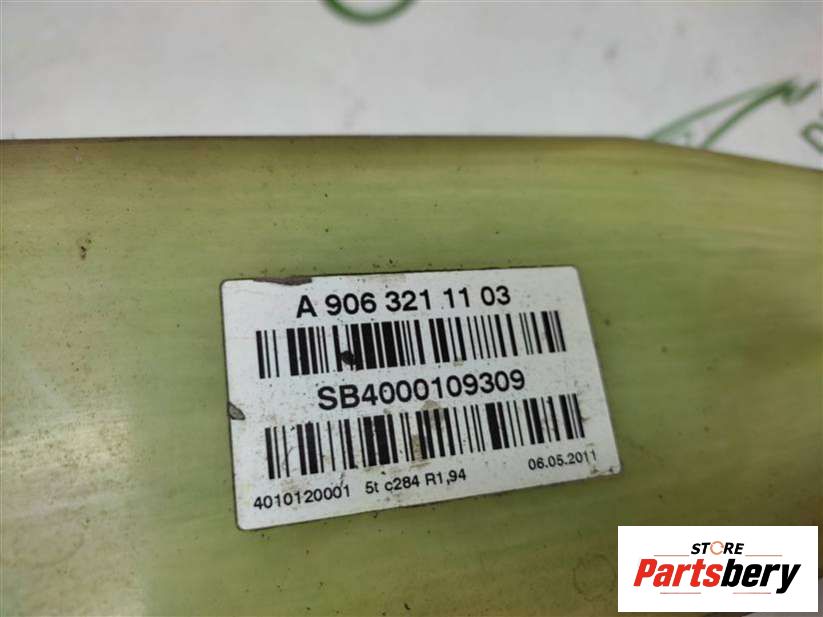 A 906 321 11 03
SB4000109309
4010120001 5t c284 R1,94 06.05.2011
STORE
Partsbery